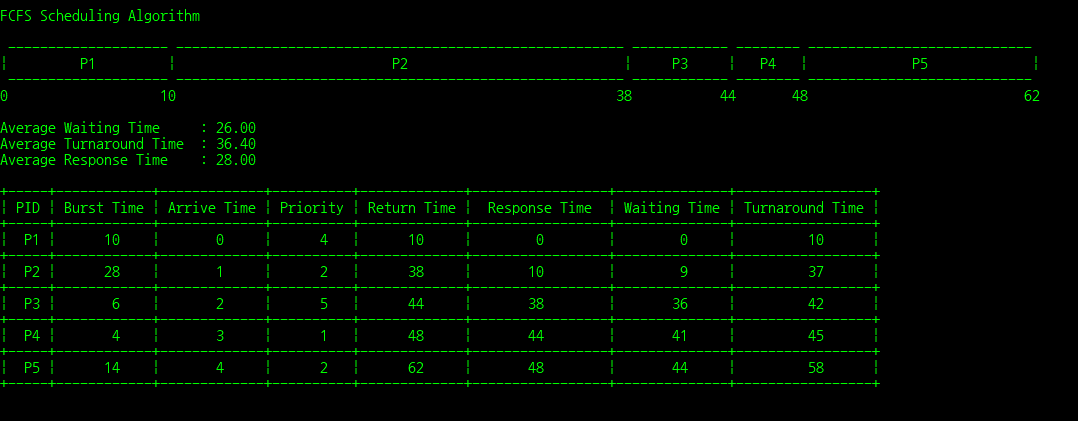 FCFS Scheduling Algorithm
| P1 | P2 | P3 | P4 | P5 |
0 10 38 44 48 62
Average Waiting Time : 26.00
Average Turnaround Time : 36.40
Average Response Time : 28.00
| PID | Burst Time | Arrive Time | Priority | Return Time | Response Time | Waiting Time | Turnaround Time |
| P1 | 10 | 0 | 4 | 10 | 0 | 0 | 10 |
| P2 | 28 | 1 | 2 | 38 | 10 | 9 | 37 |
| P3 | 6 | 2 | 5 | 44 | 38 | 36 | 42 |
| P4 | 4 | 3 | 1 | 48 | 44 | 41 | 45 |
| P5 | 14 | 4 | 2 | 62 | 48 | 44 | 58 |